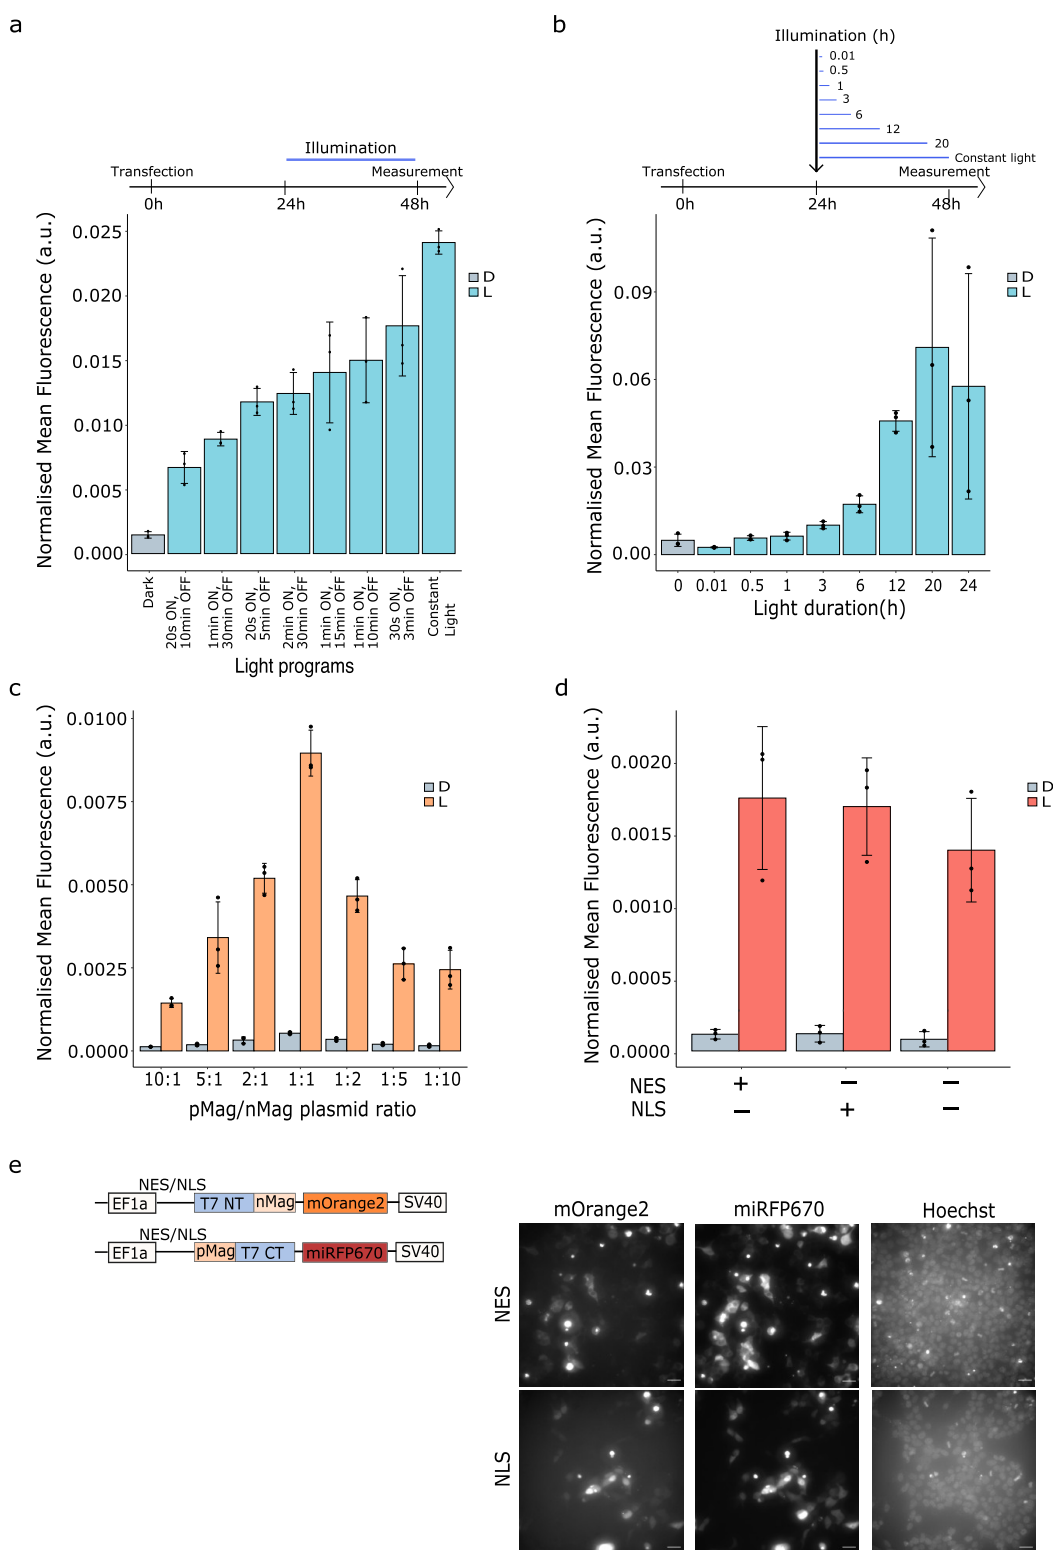 a
Illumination
Transfection
Measurement
0h
24h
48h
Normalised Mean Fluorescence (a.u.)
0.025
0.020
0.015
0.010
0.005
0.000
D
L
Dark
20s ON,
10min OFF
1min ON,
30min OFF
20s ON,
5min OFF
2min ON,
30min OFF
1min ON,
15min OFF
1min ON,
10min OFF
30s ON,
3min OFF
Constant
Light
Light programs
b
Illumination (h)
0.01
0.5
1
3
6
12
20
Constant light
Transfection
Measurement
0h
24h
48h
Normalised Mean Fluorescence (a.u.)
0.09
0.06
0.03
0.00
D
L
0 0.01 0.5 1 3 6 12 20 24
Light duration(h)
c
Normalised Mean Fluorescence (a.u.)
0.0100
0.0075
0.0050
0.0025
0.0000
D
L
10:1 5:1 2:1 1:1 1:2 1:5 1:10
pMag/nMag plasmid ratio
d
Normalised Mean Fluorescence (a.u.)
0.0020
0.0015
0.0010
0.0005
0.0000
D
L
NES + − −
NLS − + −
e
NES/NLS
EF1a T7 NT nMag mOrange2 SV40
NES/NLS
EF1a pMag T7 CT miRFP670 SV40
mOrange2 miRFP670 Hoechst
NES
NLS